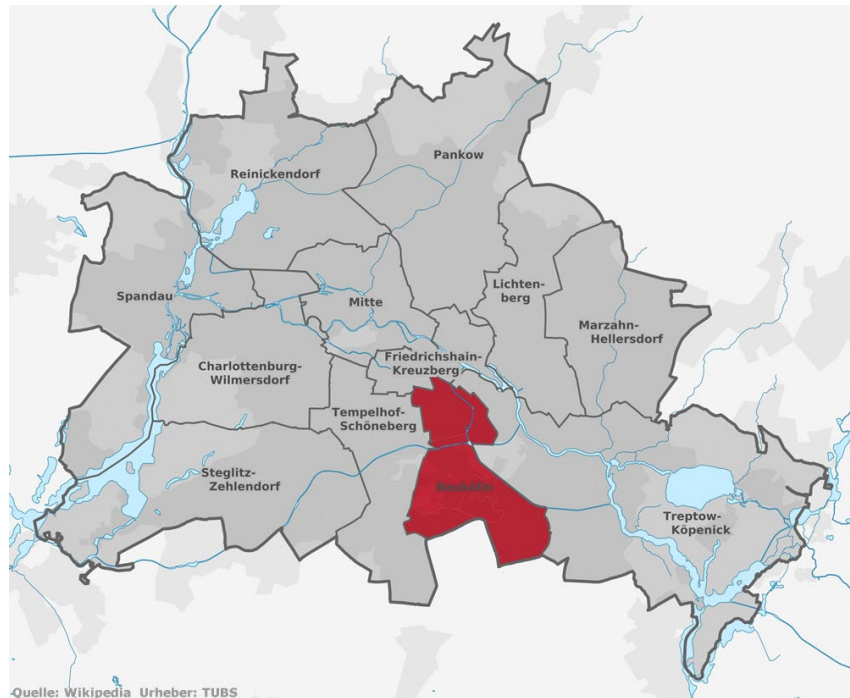 Pankow
Reinickendorf
Spandau
Mitte
Lichten-
berg
Marzahn-
Hellersdorf
Charlottenburg-
Wilmersdorf
Friedrichshain-
Kreuzberg
Tempelhof-
Schöneberg
Steglitz-
Zehlendorf
Neukölln
Treptow-
Köpenick
Quelle: Wikipedia Urheber: TUBS